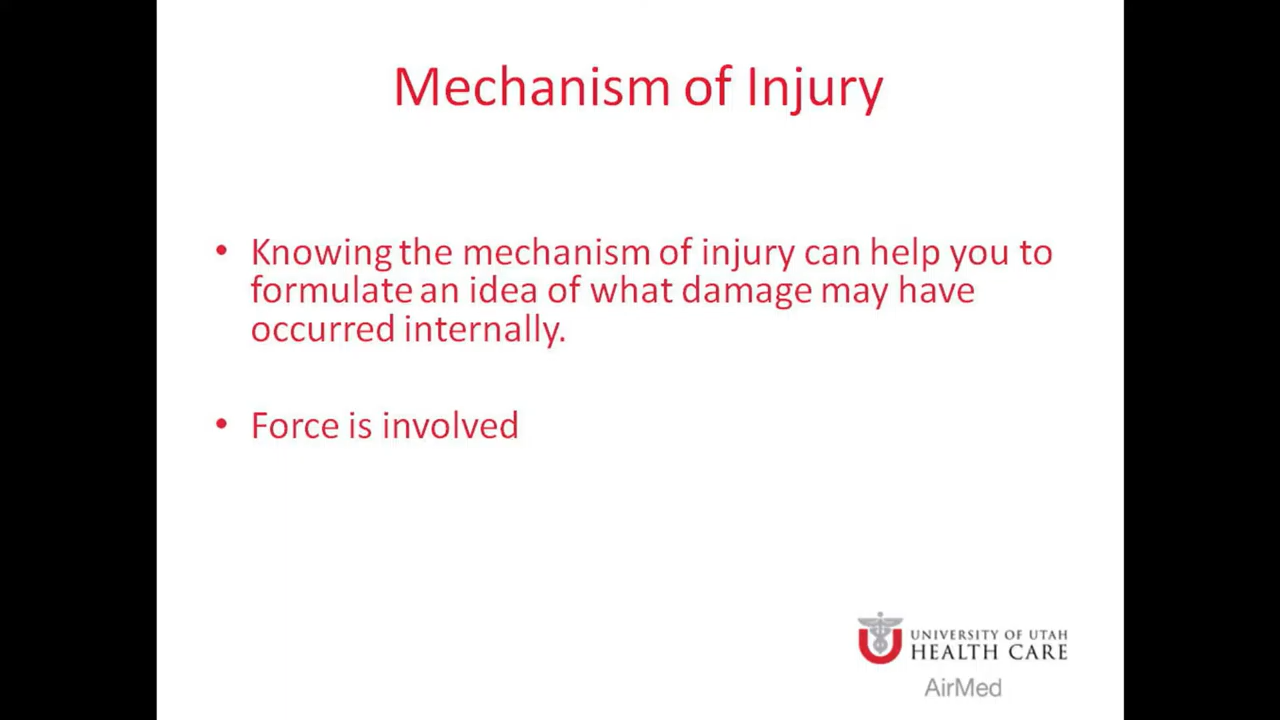 Mechanism of Injury
• Knowing the mechanism of injury can help you to
formulate an idea of what damage may have
occurred internally.
• Force is involved
UNIVERSITY OF UTAH
HEALTH CARE
AirMed